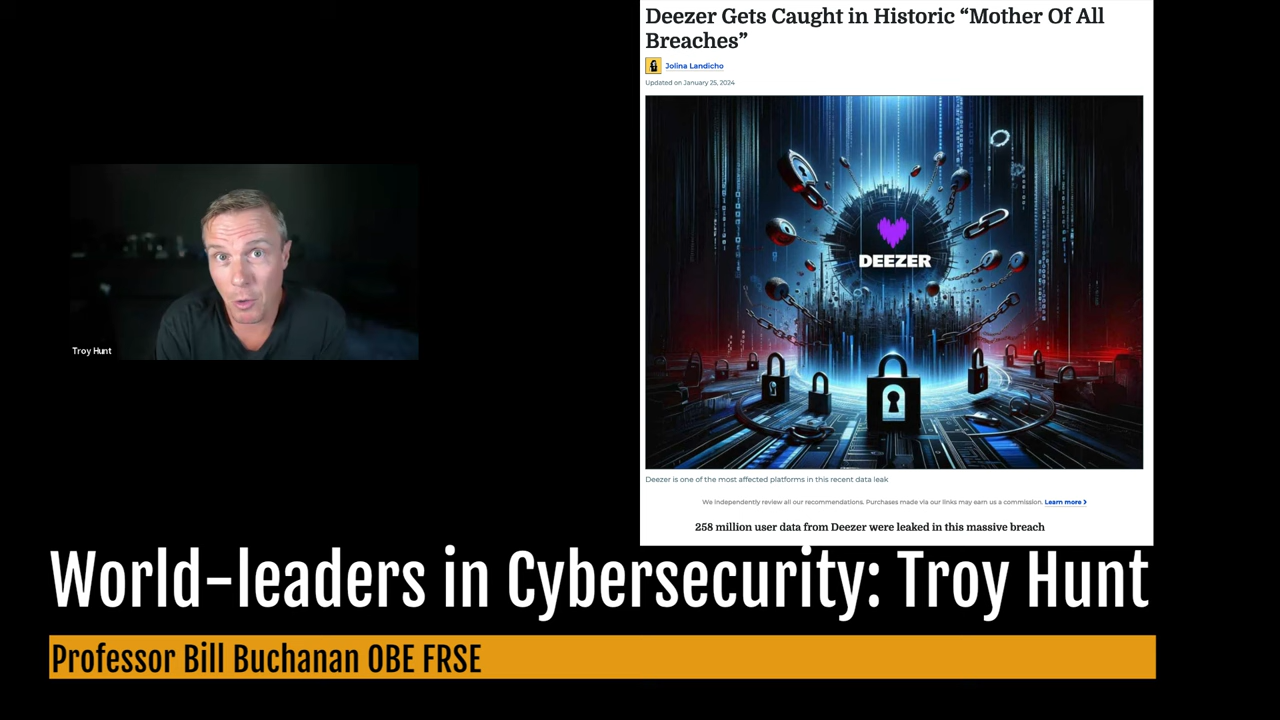 Deezer Gets Caught in Historic “Mother Of All
Breaches”
Jolina Landicho
Updated on January 25, 2024
DEEZER
Deezer is one of the most affected platforms in this recent data leak
We independently review all our recommendations. Purchases made via our links may earn us a commission. Learn more >
258 million user data from Deezer were leaked in this massive breach
Troy Hunt
World-leaders in Cybersecurity: Troy Hunt
Professor Bill Buchanan OBE FRSE